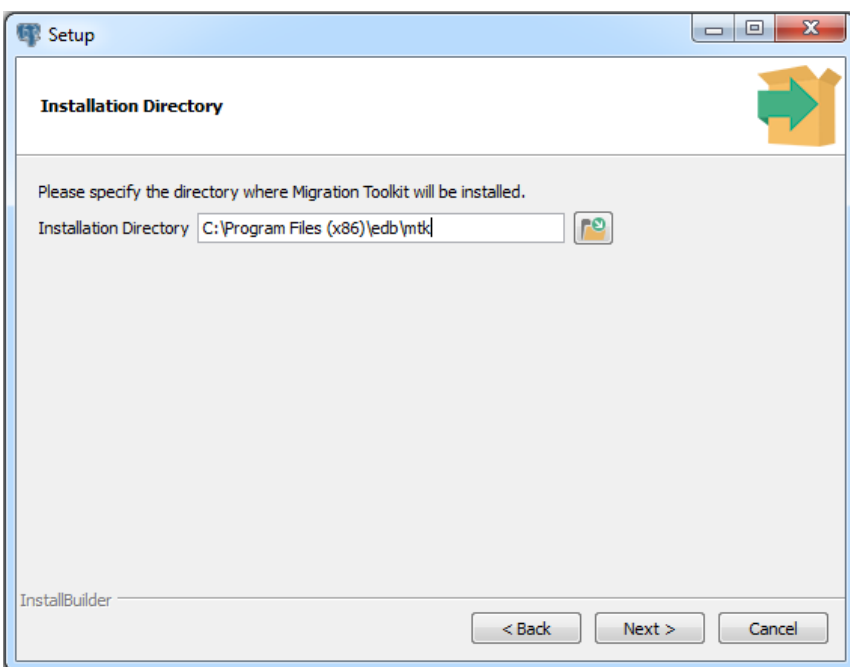 Setup
Installation Directory
Please specify the directory where Migration Toolkit will be installed.
Installation Directory C:\Program Files (x86)\edb\mtk
InstallBuilder
< Back Next > Cancel